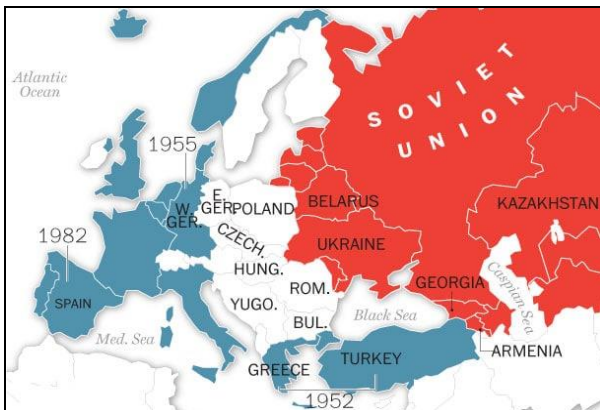 Atlantic
Ocean
SOVIET
UNION
1955
W.
GER.
E.
GER.
POLAND
BELARUS
KAZAKHSTAN
CZECH.
UKRAINE
1982
HUNG.
SPAIN
ROM.
GEORGIA
Caspian Sea
YUGO.
Black Sea
BUL.
Med. Sea
ARMENIA
GREECE
TURKEY
1952